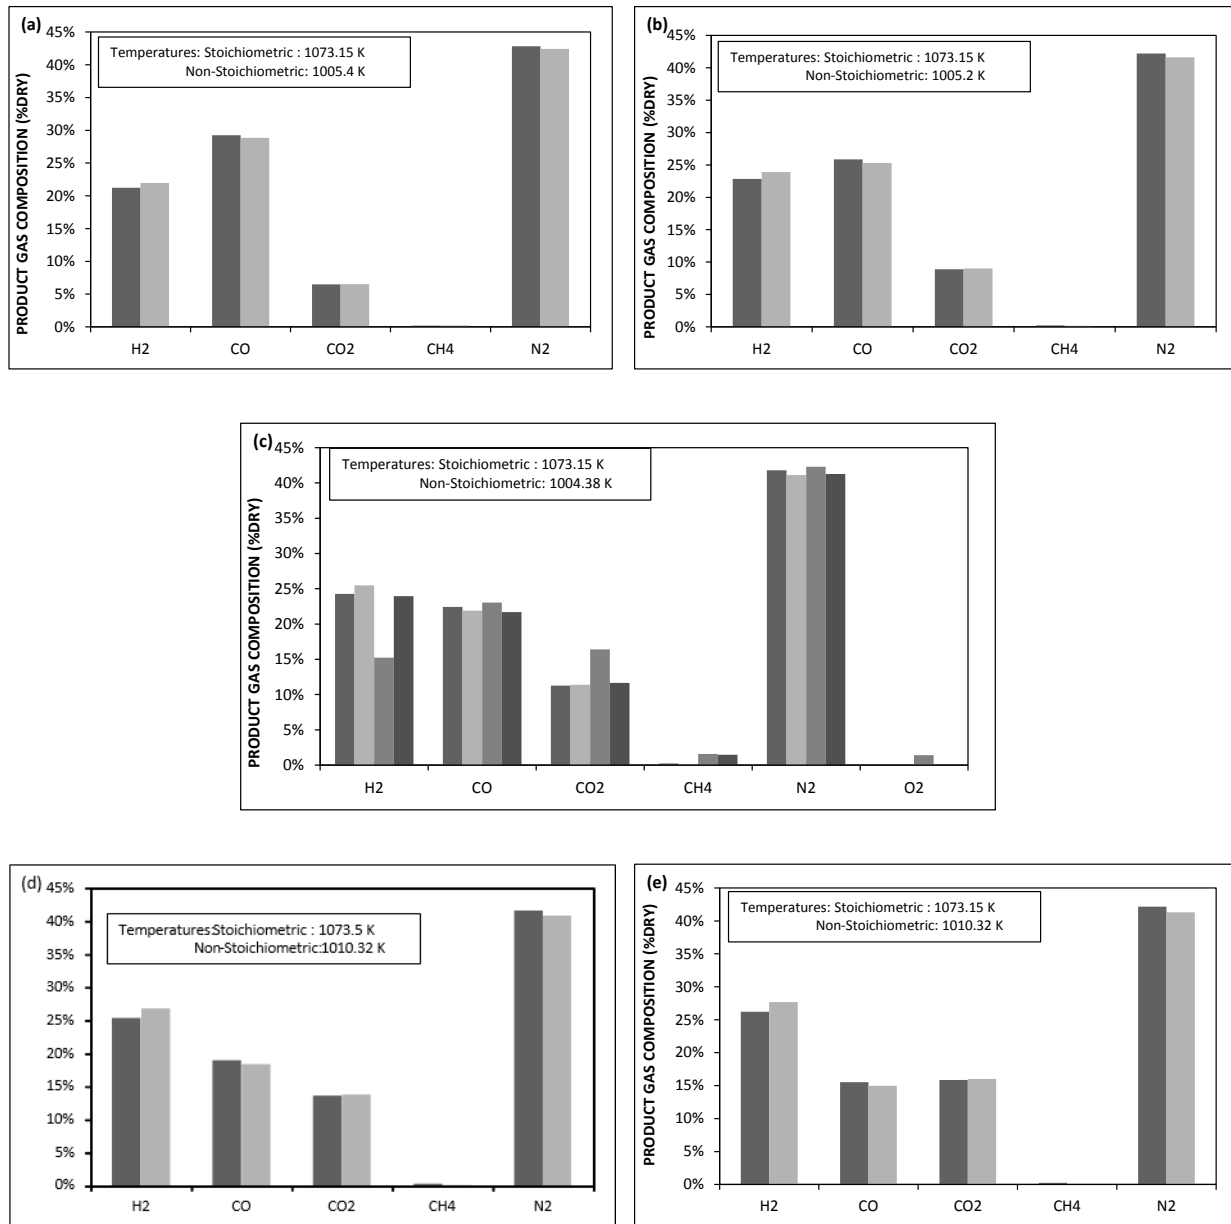 (a)
PRODUCT GAS COMPOSITION (%DRY)
45%
40%
35%
30%
25%
20%
15%
10%
5%
0%
Temperatures: Stoichiometric : 1073.15 K
Non-Stoichiometric: 1005.4 K
H2 CO CO2 CH4 N2
(b)
PRODUCT GAS COMPOSITION (%DRY)
45%
40%
35%
30%
25%
20%
15%
10%
5%
0%
Temperatures: Stoichiometric : 1073.15 K
Non-Stoichiometric: 1005.2 K
H2 CO CO2 CH4 N2
(c)
PRODUCT GAS COMPOSITION (%DRY)
45%
40%
35%
30%
25%
20%
15%
10%
5%
0%
Temperatures: Stoichiometric : 1073.15 K
Non-Stoichiometric: 1004.38 K
H2 CO CO2 CH4 N2 O2
(d)
45%
40%
35%
30%
25%
20%
15%
10%
5%
0%
Temperatures:Stoichiometric : 1073.5 K
Non-Stoichiometric:1010.32 K
H2 CO CO2 CH4 N2
(e)
PRODUCT GAS COMPOSITION (%DRY)
45%
40%
35%
30%
25%
20%
15%
10%
5%
0%
Temperatures: Stoichiometric : 1073.15 K
Non-Stoichiometric: 1010.32 K
H2 CO CO2 CH4 N2